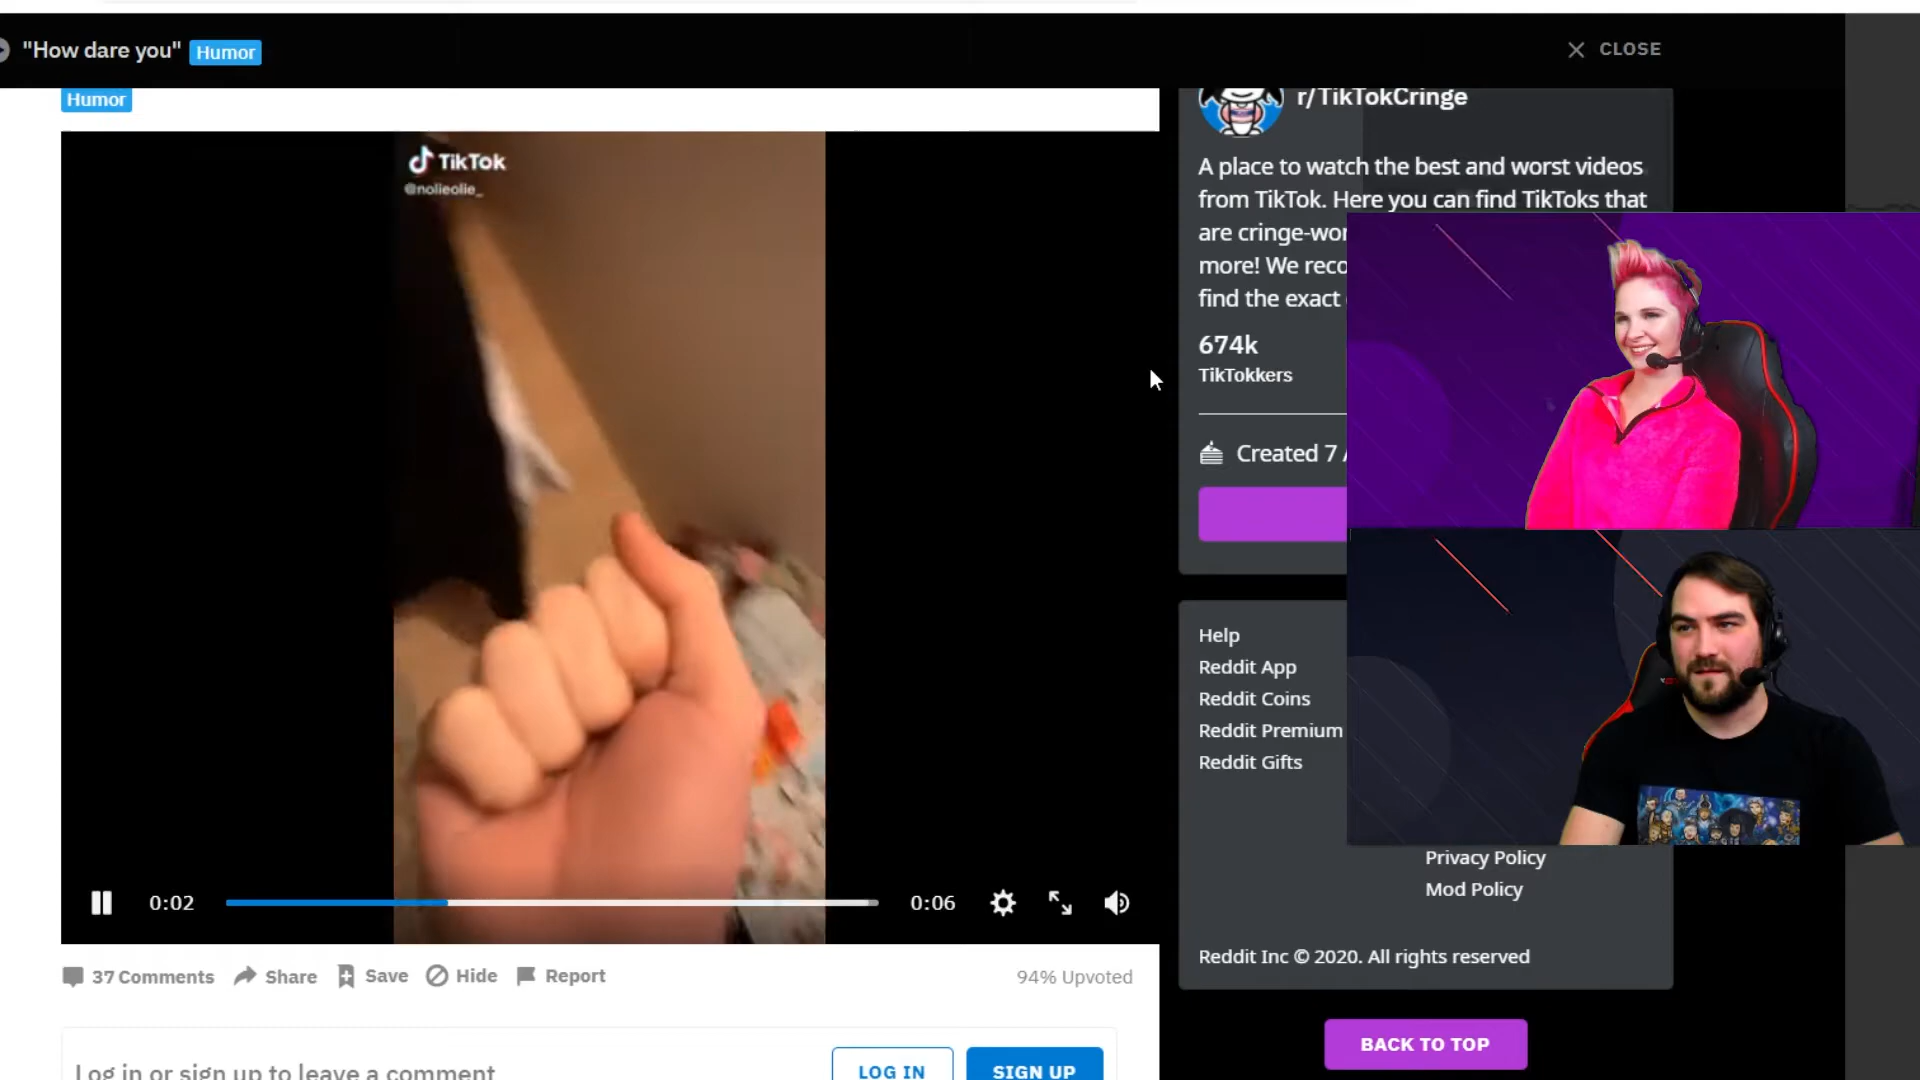 "How dare you" Humor
CLOSE
Humor
TikTok
@nolieolie_
r/TikTokCringe
A place to watch the best and worst videos
from TikTok. Here you can find TikToks that
are cringe-wor
more! We reco
find the exact
674k
TikTokkers
Created 7
Help
Reddit App
Reddit Coins
Reddit Premium
Reddit Gifts
Privacy Policy
Mod Policy
Reddit Inc © 2020. All rights reserved
BACK TO TOP
0:02
0:06
37 Comments Share Save Hide Report
94% Upvoted
Log in or sign up to leave a comment
LOG IN
SIGN UP